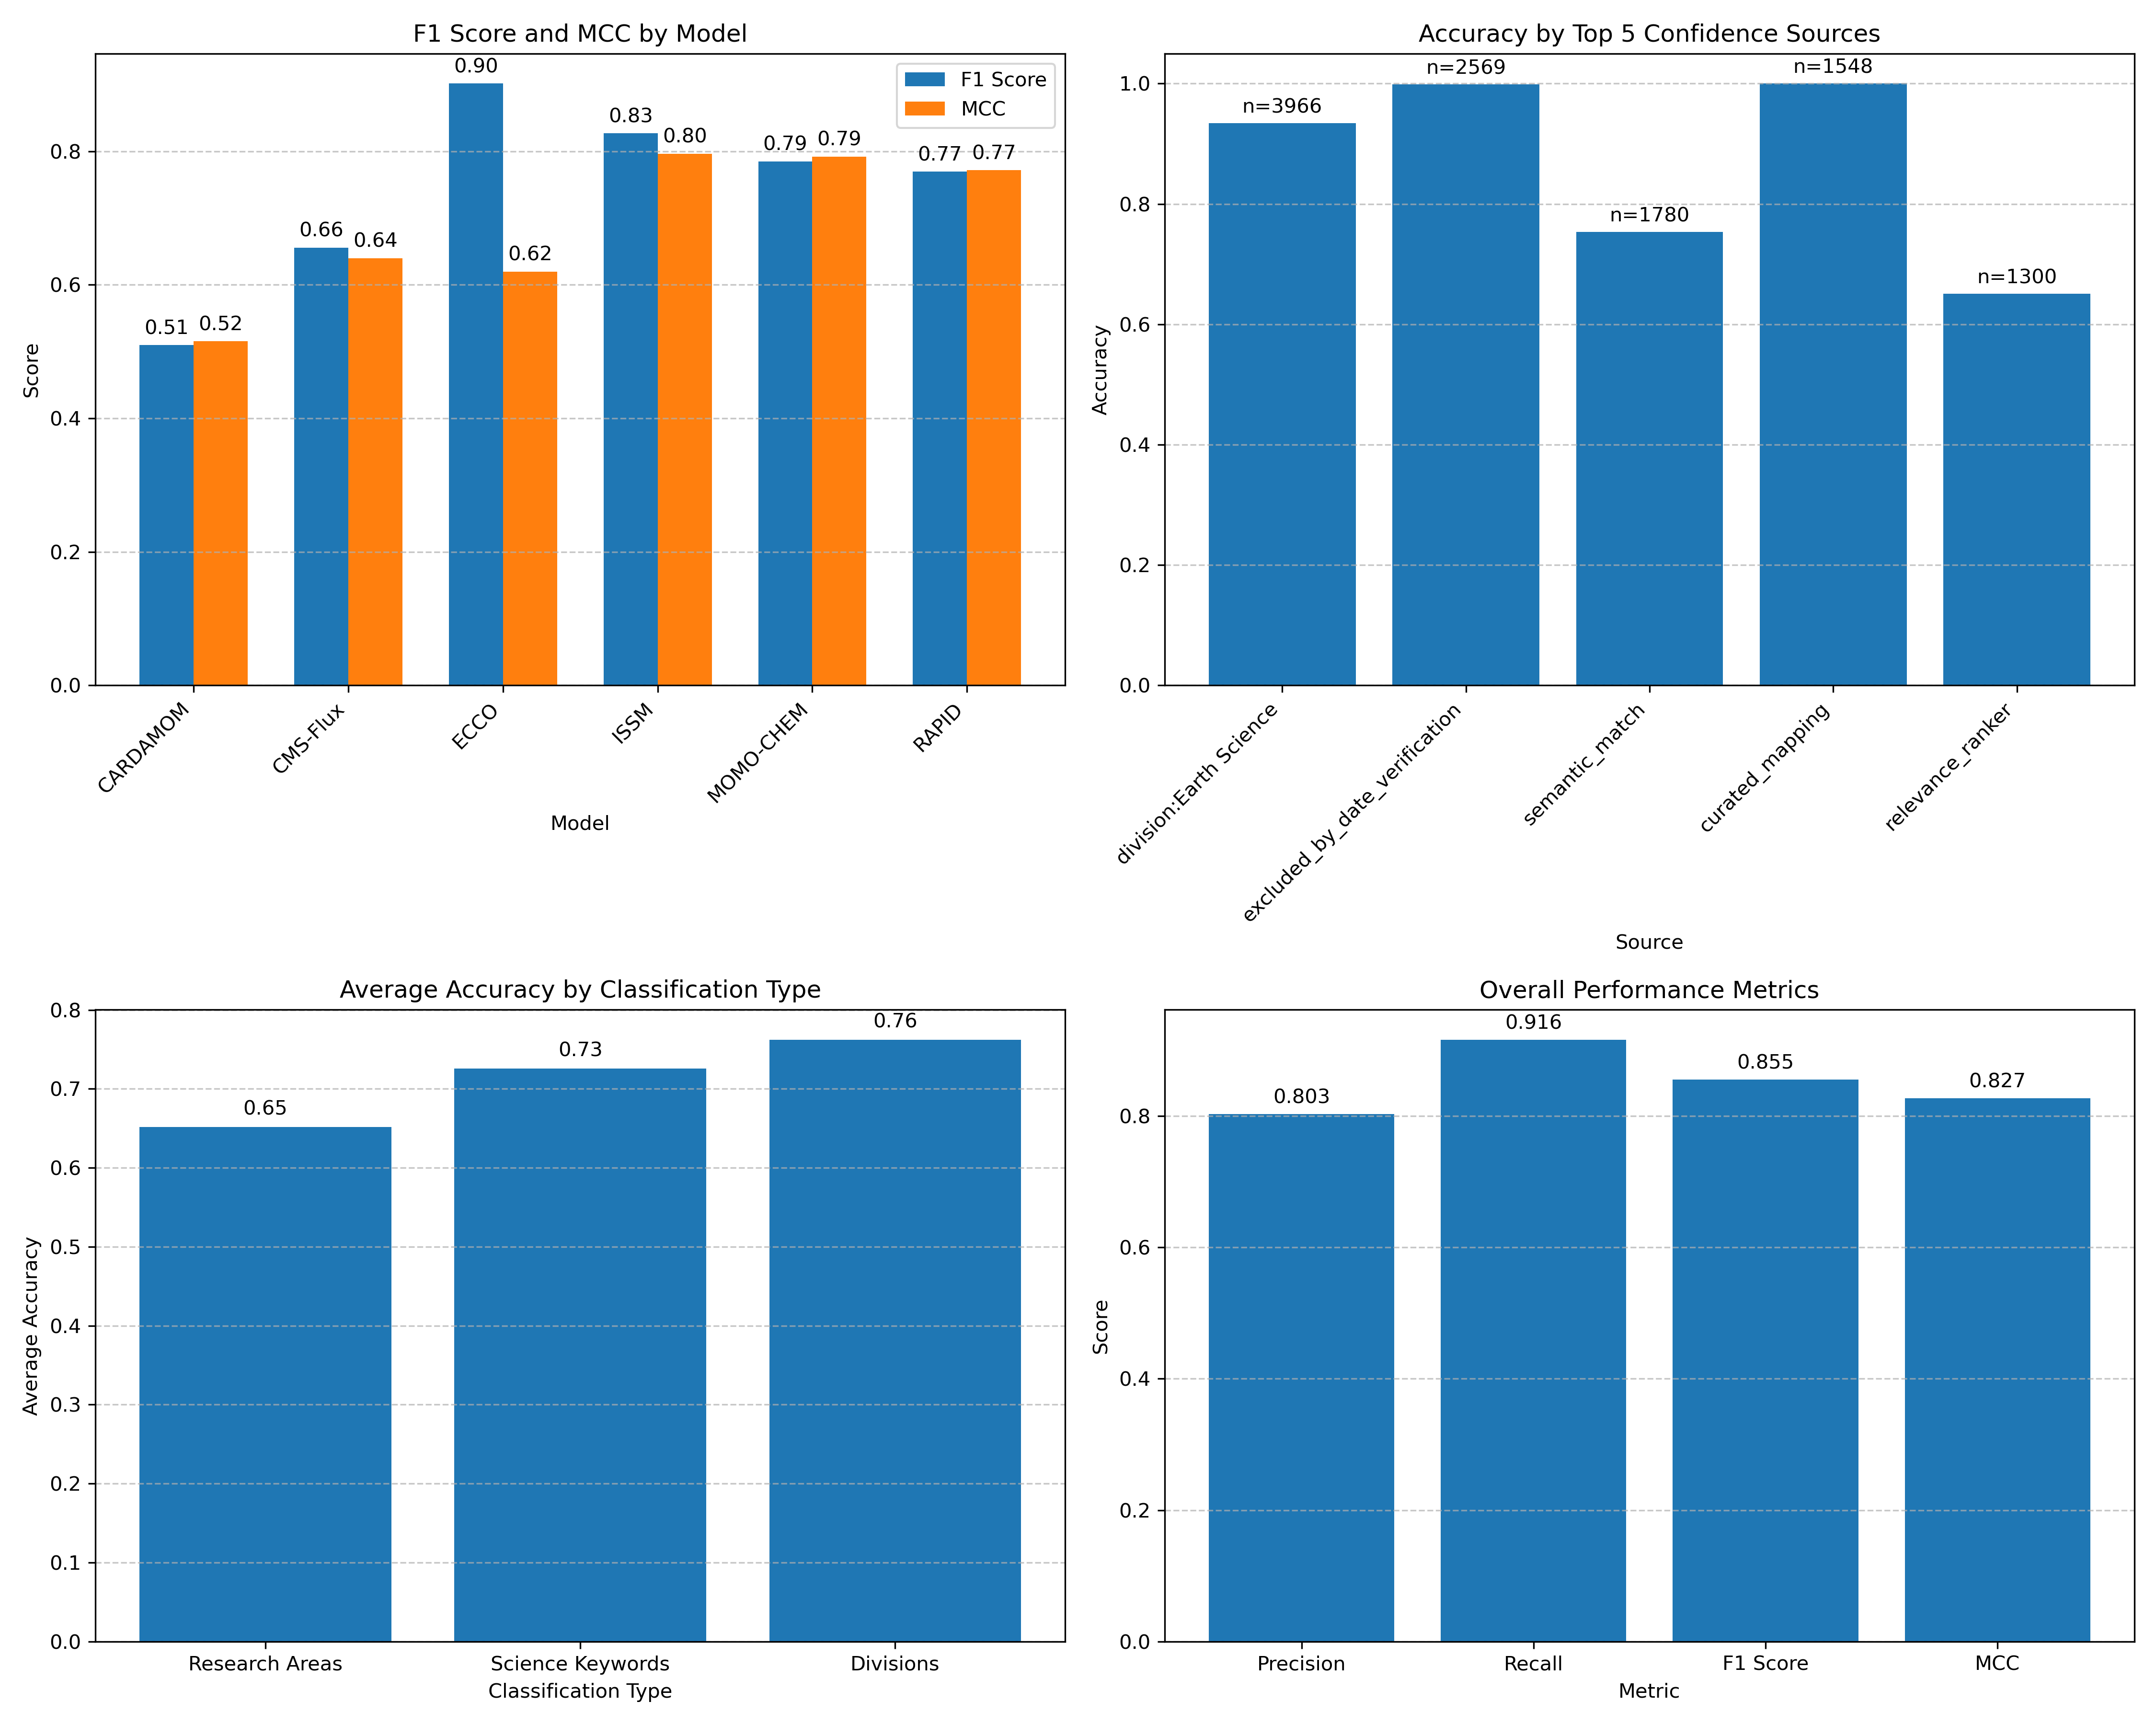 F1 Score and MCC by Model
F1 Score
MCC
Score
0.0
0.2
0.4
0.6
0.8
0.51
0.52
0.66
0.64
0.90
0.62
0.83
0.80
0.79
0.79
0.77
0.77
CARDAMOM
CMS-Flux
ECCO
ISSM
MOMO-CHEM
RAPID
Model
Accuracy by Top 5 Confidence Sources
Accuracy
0.0
0.2
0.4
0.6
0.8
1.0
n=3966
n=2569
n=1780
n=1548
n=1300
division:Earth Science
excluded_by_date_verification
semantic_match
curated_mapping
relevance_ranker
Source
Average Accuracy by Classification Type
Average Accuracy
0.0
0.1
0.2
0.3
0.4
0.5
0.6
0.7
0.8
0.65
0.73
0.76
Research Areas
Science Keywords
Divisions
Classification Type
Overall Performance Metrics
Score
0.0
0.2
0.4
0.6
0.8
0.803
0.916
0.855
0.827
Precision
Recall
F1 Score
MCC
Metric